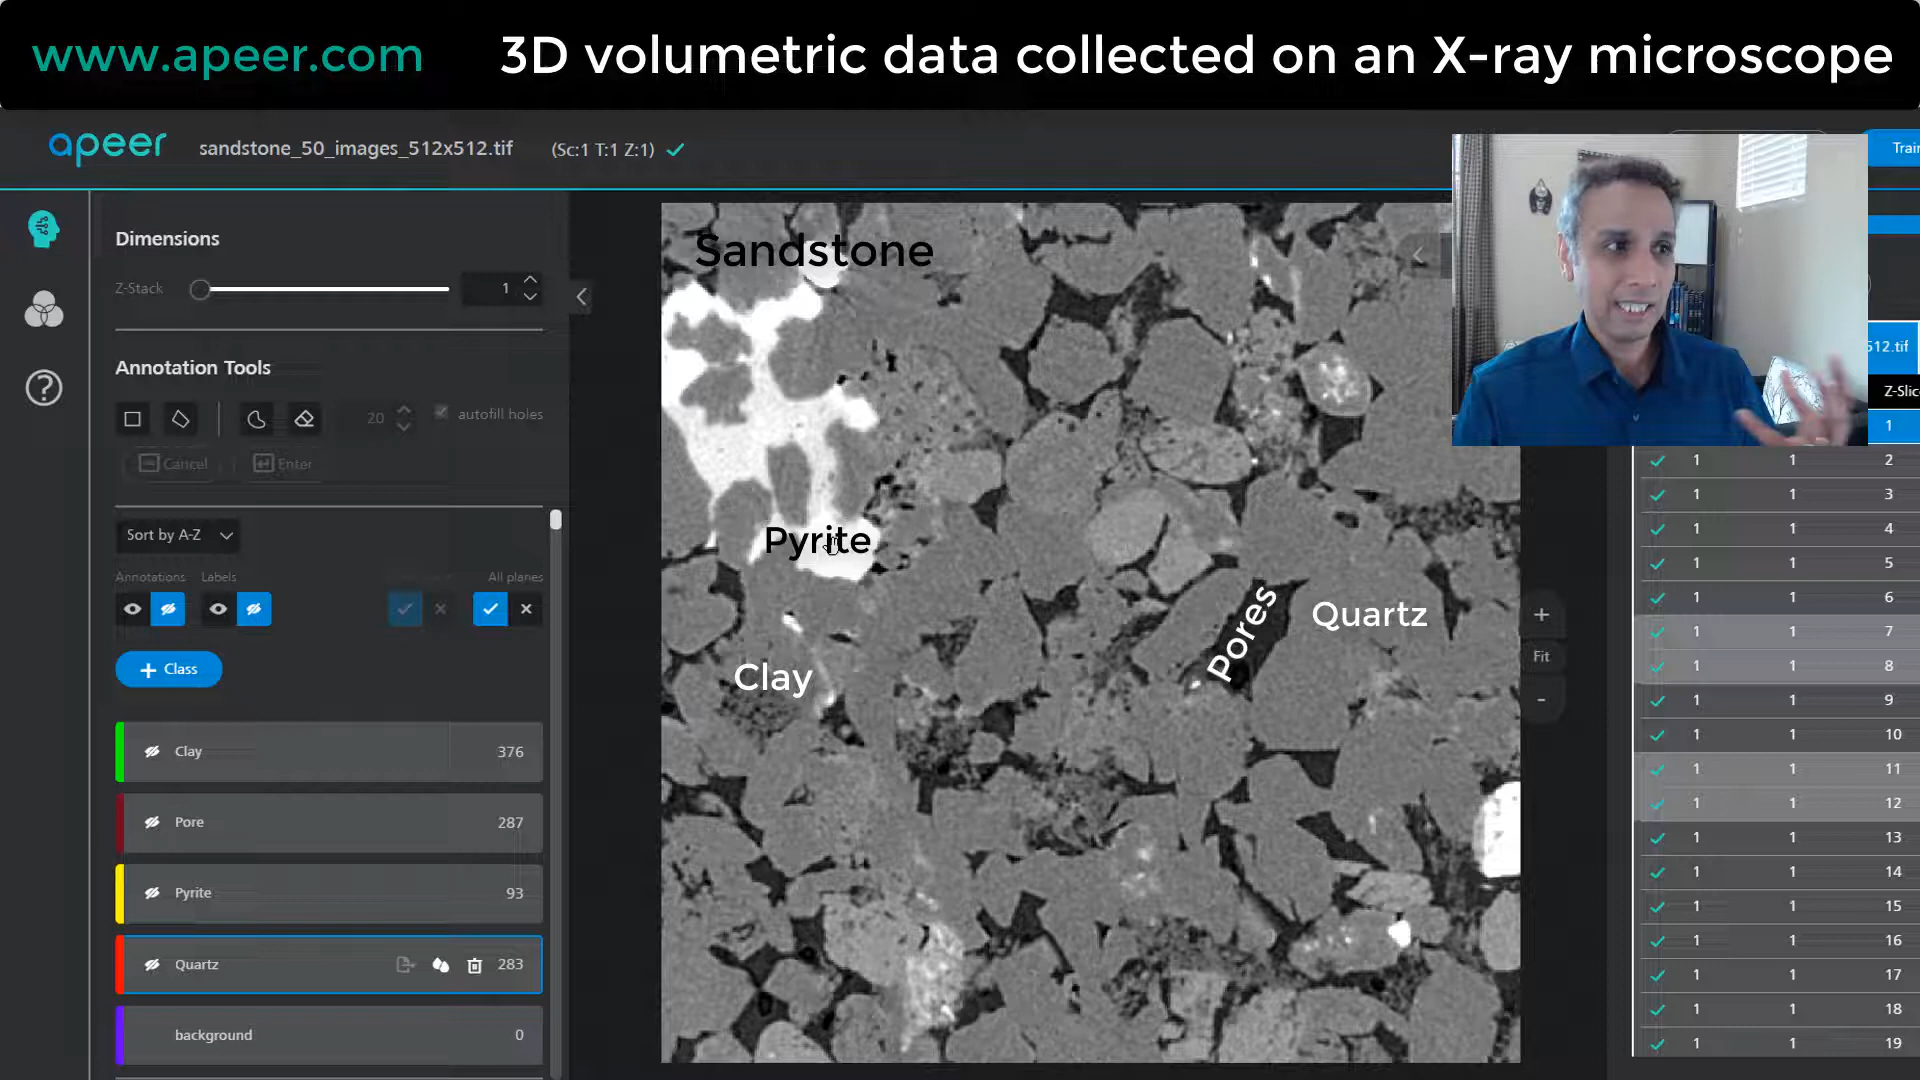 www.apeer.com 3D volumetric data collected on an X-ray microscope
apeer sandstone_50_images_512x512.tif (Sc:1 T:1 Z:1)
Trai
Dimensions
Z-Stack 1
Annotation Tools
20 autofill holes
Cancel Enter
Sort by A-Z
Annotations Labels All planes
+ Class
Clay 376
Pore 287
Pyrite 93
Quartz 283
background 0
Sandstone
Pyrite
Clay
Pores
Quartz
+
Fit
-
512.tif
Z-Slic
1
1 1 2
1 1 3
1 1 4
1 1 5
1 1 6
1 1 7
1 1 8
1 1 9
1 1 10
1 1 11
1 1 12
1 1 13
1 1 14
1 1 15
1 1 16
1 1 17
1 1 18
1 1 19